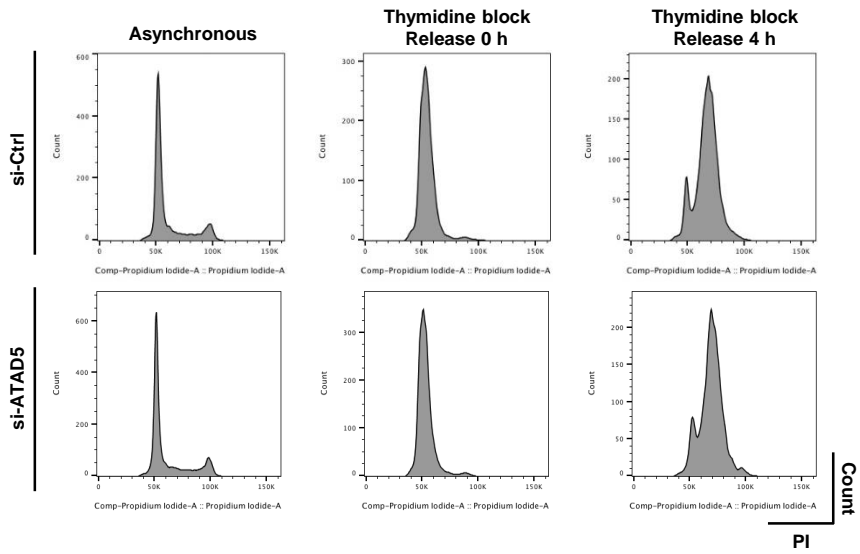 Asynchronous
Thymidine block
Release 0 h
Thymidine block
Release 4 h
si-Ctrl
600
400
200
0
Count
0 50K 100K 150K
Comp-Propidium Iodide-A :: Propidium Iodide-A
300
200
100
0
Count
0 50K 100K 150K
Comp-Propidium Iodide-A :: Propidium Iodide-A
200
150
100
50
0
Count
0 50K 100K 150K
Comp-Propidium Iodide-A :: Propidium Iodide-A
si-ATAD5
600
400
200
0
Count
0 50K 100K 150K
Comp-Propidium Iodide-A :: Propidium Iodide-A
300
200
100
0
Count
0 50K 100K 150K
Comp-Propidium Iodide-A :: Propidium Iodide-A
200
150
100
50
0
Count
0 50K 100K 150K
Comp-Propidium Iodide-A :: Propidium Iodide-A
Count
PI